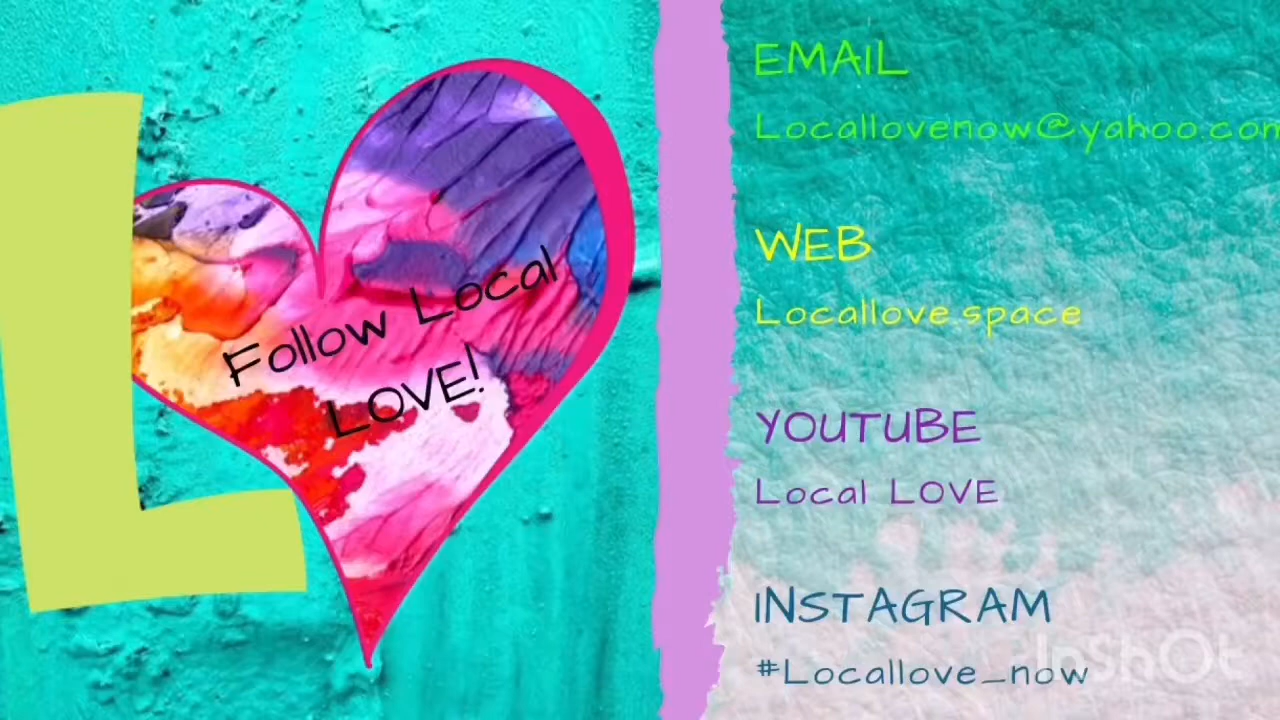 L
Follow Local
LOVE!
EMAIL
Locallovenow@yahoo.com
WEB
Locallove.space
YOUTUBE
Local LOVE
INSTAGRAM
#Locallove_now
InShOt